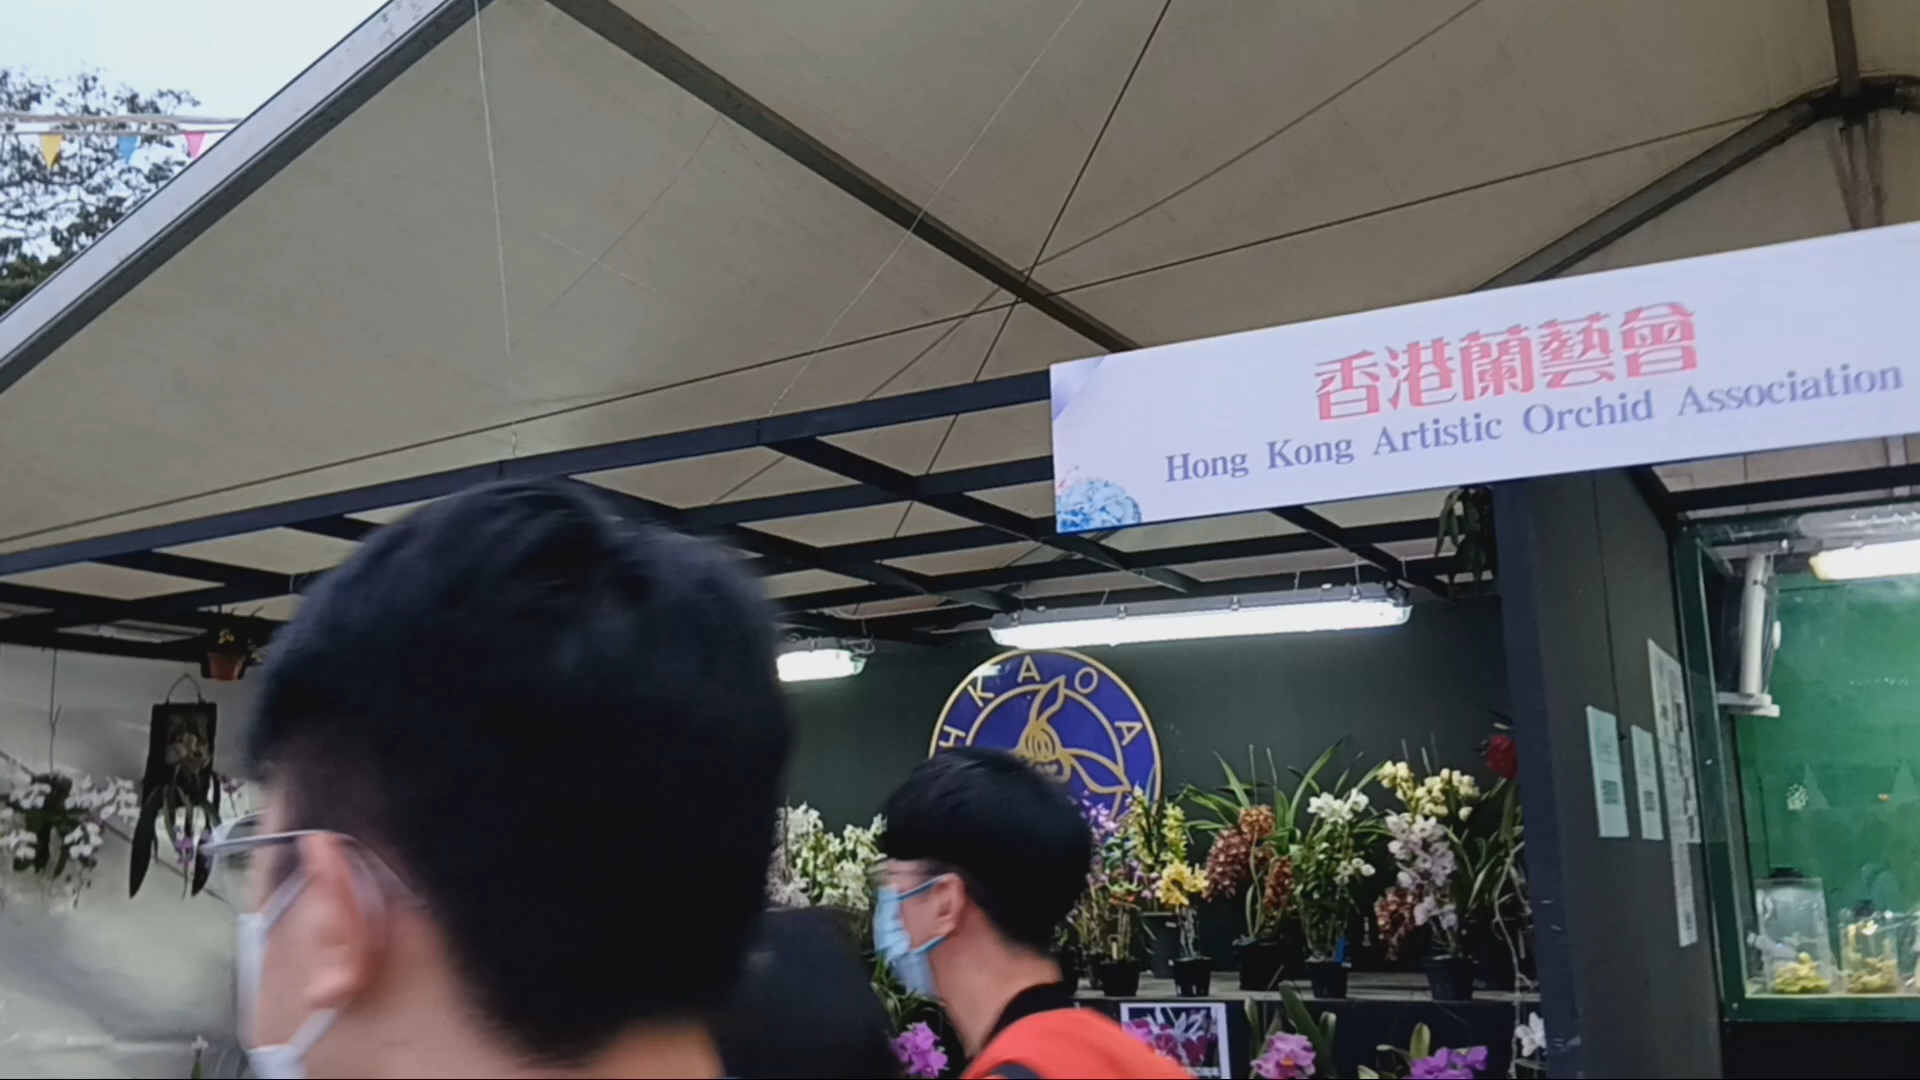 香港蘭藝會
Hong Kong Artistic Orchid Association
HKAOA